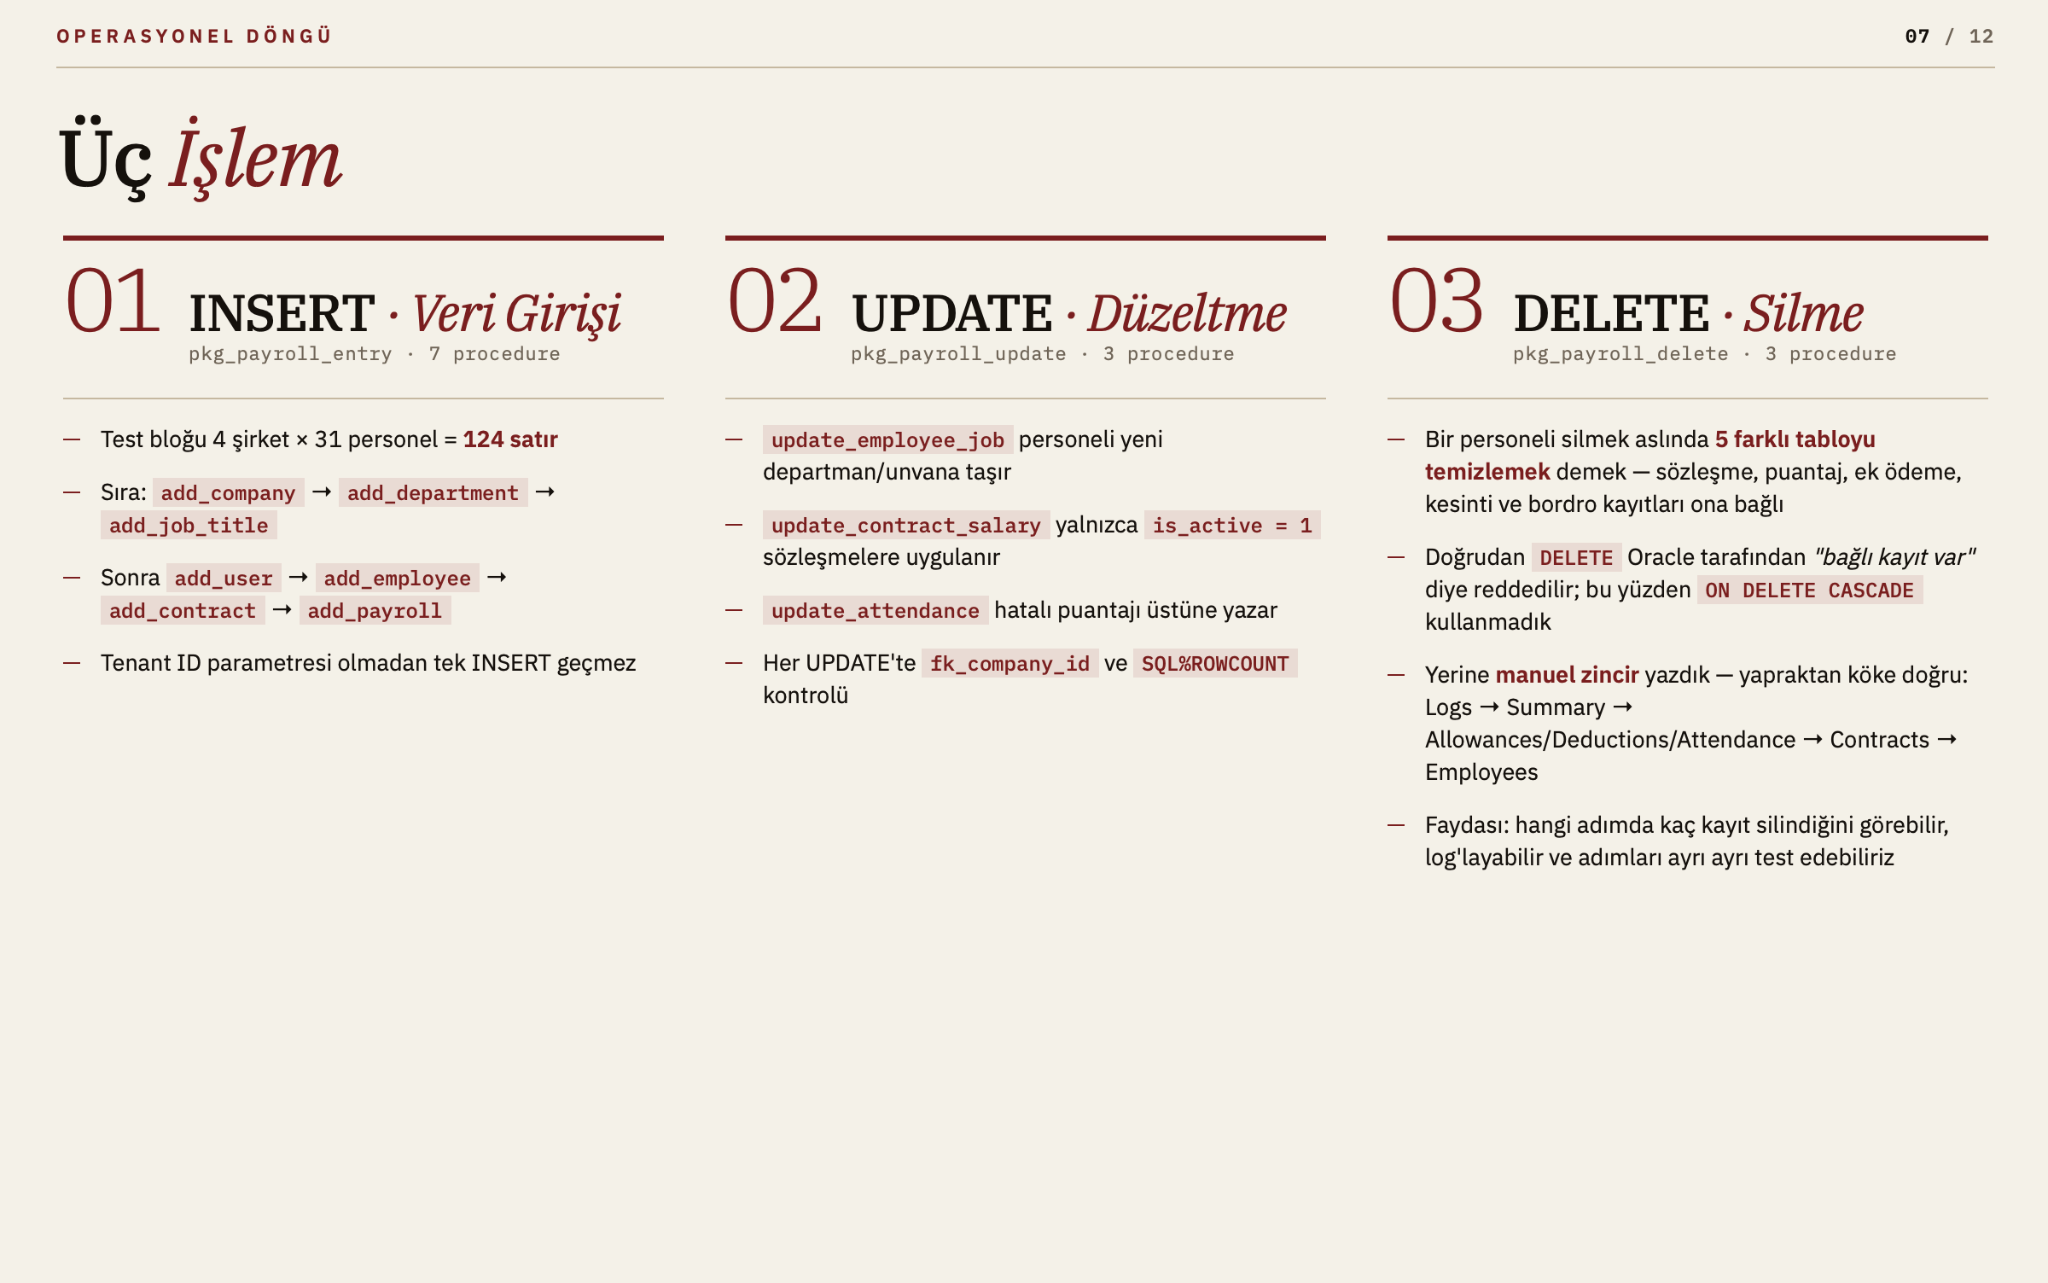 OPERASYONEL DÖNGÜ
07 / 12
Üç İşlem
01 INSERT · Veri Girişi
pkg_payroll_entry · 7 procedure
— Test bloğu 4 şirket × 31 personel = 124 satır
— Sıra: add_company → add_department →
add_job_title
— Sonra add_user → add_employee →
add_contract → add_payroll
— Tenant ID parametresi olmadan tek INSERT geçmez
02 UPDATE · Düzeltme
pkg_payroll_update · 3 procedure
— update_employee_job personeli yeni
departman/unvana taşır
— update_contract_salary yalnızca is_active = 1
sözleşmelere uygulanır
— update_attendance hatalı puantajı üstüne yazar
— Her UPDATE'te fk_company_id ve SQL%ROWCOUNT
kontrolü
03 DELETE · Silme
pkg_payroll_delete · 3 procedure
— Bir personeli silmek aslında 5 farklı tabloyu
temizlemek demek — sözleşme, puantaj, ek ödeme,
kesinti ve bordro kayıtları ona bağlı
— Doğrudan DELETE Oracle tarafından "bağlı kayıt var"
diye reddedilir; bu yüzden ON DELETE CASCADE
kullanmadık
— Yerine manuel zincir yazdık — yapraktan köke doğru:
Logs → Summary →
Allowances/Deductions/Attendance → Contracts →
Employees
— Faydası: hangi adımda kaç kayıt silindiğini görebilir,
log'layabilir ve adımları ayrı ayrı test edebiliriz